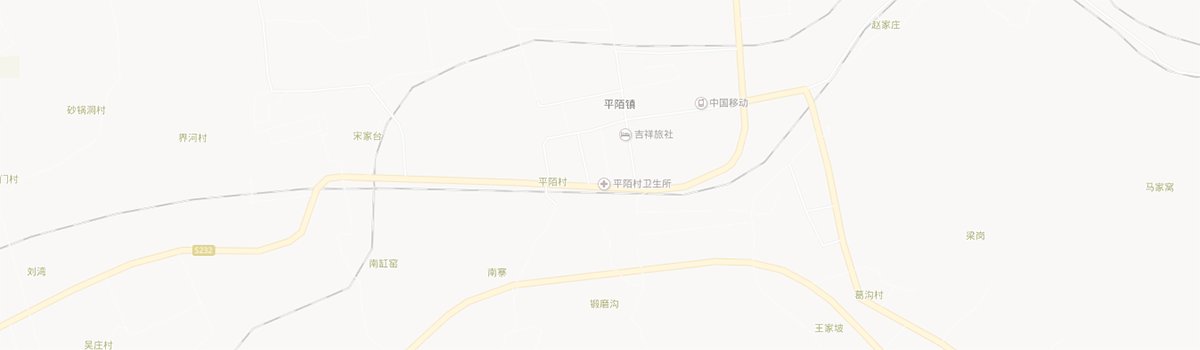 赵家庄
平陌镇
中国移动
砂锅洞村
界河村
宋家台
吉祥旅社
门村
平陌村
平陌村卫生所
马家窝
梁岗
S232
南缸窑
刘湾
南寨
葛沟村
锻磨沟
王家坡
吴庄村